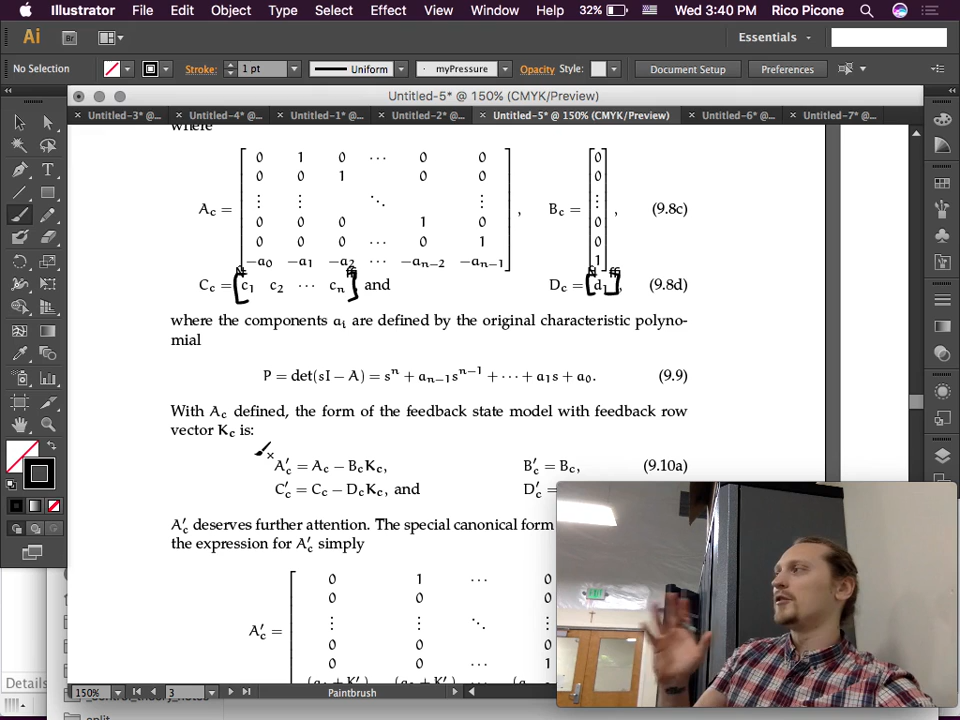 Illustrator File Edit Object Type Select Effect View Window Help 32% Wed 3:40 PM Rico Picone
Ai Br Essentials
No Selection Stroke: 1 pt Uniform myPressure Opacity Style: Document Setup Preferences
Untitled-5* @ 150% (CMYK/Preview)
Untitled-3* @... Untitled-4* @... Untitled-1* @... Untitled-2* @... Untitled-5* @ 150% (CMYK/Preview) Untitled-6* @... Untitled-7* @...
where
0 1 0 ⋯ 0 0
0 0 1 0 0
⋮ ⋮ ⋱ ⋮
A_c = , B_c = , (9.8c)
0 0 0 1 0
0 0 0 ⋯ 0 1
−a_0 −a_1 −a_2 ⋯ −a_{n−2} −a_{n−1}
0
0
⋮
0
0
1
C_c = [c_1 c_2 ⋯ c_n], and D_c = [d_1], (9.8d)
where the components a_i are defined by the original characteristic polyno-
mial
P = det(sI − A) = s^n + a_{n−1}s^{n−1} + ⋯ + a_1s + a_0. (9.9)
With A_c defined, the form of the feedback state model with feedback row
vector K_c is:
A′_c = A_c − B_cK_c, B′_c = B_c, (9.10a)
C′_c = C_c − D_cK_c, and D′_c =
A′_c deserves further attention. The special canonical form
the expression for A′_c simply
0 1 ⋯ 0
0 0 0
⋮ ⋮ ⋱ ⋮
A′_c =
0 0 0
0 0 1
Details
150% 3 Paintbrush
split